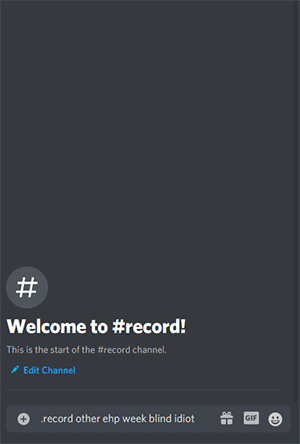 #
Welcome to #record!
This is the start of the #record channel.
Edit Channel
.record other ehp week blind idiot
GIF